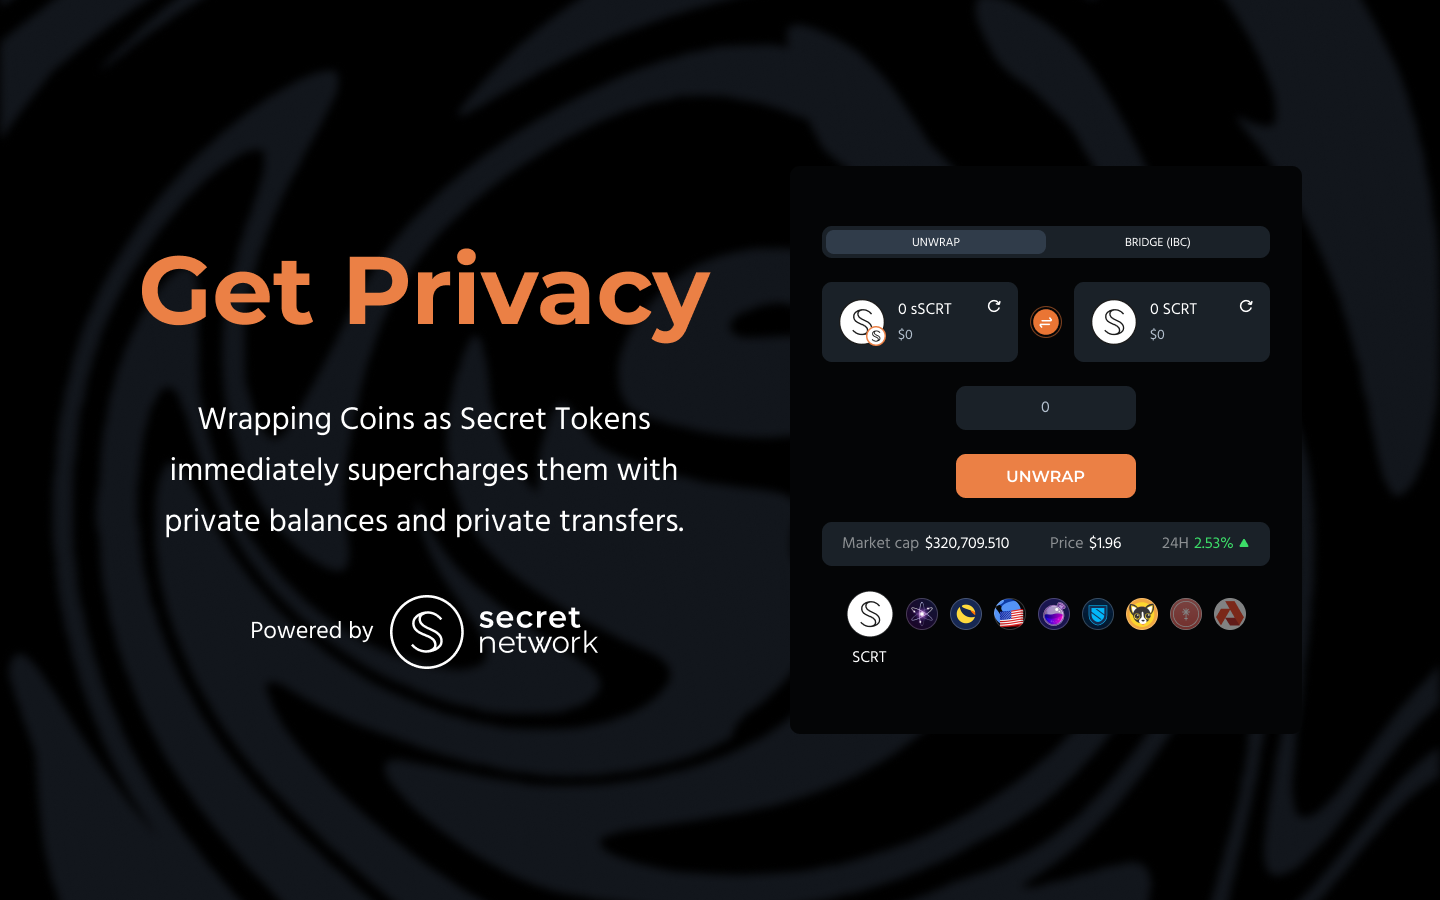 Get Privacy
Wrapping Coins as Secret Tokens
immediately supercharges them with
private balances and private transfers.
Powered by
secret
network
UNWRAP
BRIDGE (IBC)
0 sSCRT
$0
0 SCRT
$0
0
UNWRAP
Market cap $320,709.510 Price $1.96 24H 2.53%
SCRT